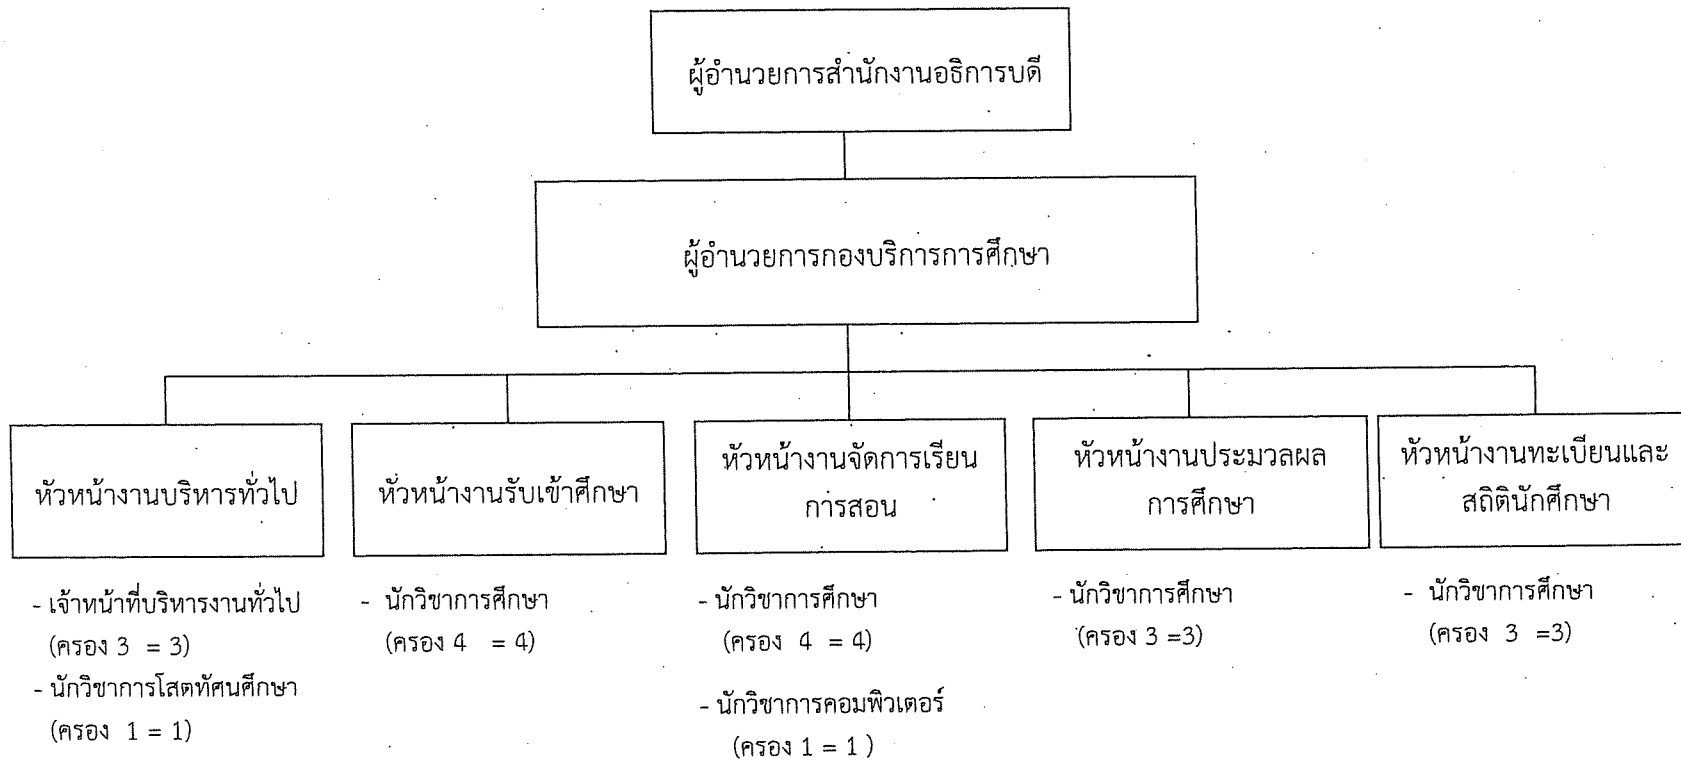 ผู้อำนวยการสำนักงานอธิการบดี
ผู้อำนวยการกองบริการการศึกษา
หัวหน้างานบริหารทั่วไป
หัวหน้างานรับเข้าศึกษา
หัวหน้างานจัดการเรียน
การสอน
หัวหน้างานประมวลผล
การศึกษา
หัวหน้างานทะเบียนและ
สถิตินักศึกษา
- เจ้าหน้าที่บริหารงานทั่วไป
(ครอง 3 = 3)
- นักวิชาการโสตทัศนศึกษา
(ครอง 1 = 1)
- นักวิชาการศึกษา
(ครอง 4 = 4)
- นักวิชาการศึกษา
(ครอง 4 = 4)
- นักวิชาการคอมพิวเตอร์
(ครอง 1 = 1 )
- นักวิชาการศึกษา
(ครอง 3 =3)
- นักวิชาการศึกษา
(ครอง 3 =3)